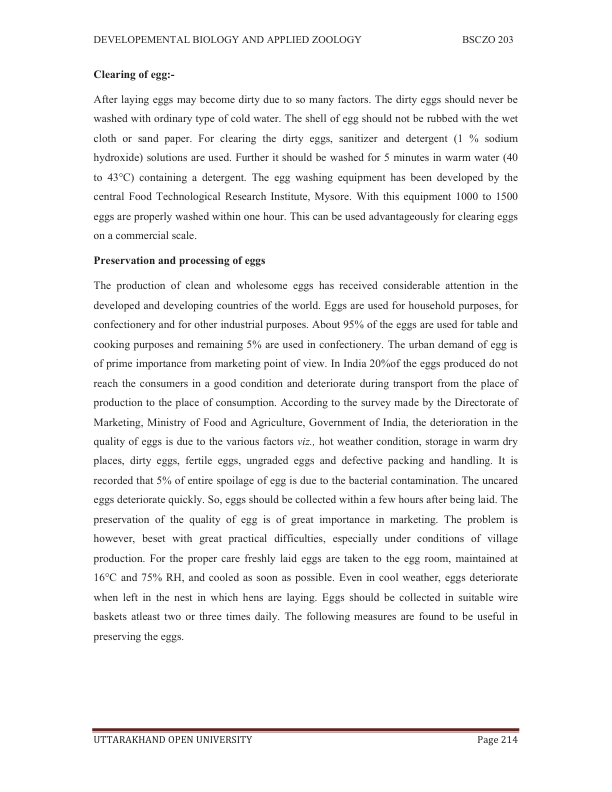 DEVELOPEMENTAL BIOLOGY AND APPLIED ZOOLOGY BSCZO 203
Clearing of egg:-
After laying eggs may become dirty due to so many factors. The dirty eggs should never be
washed with ordinary type of cold water. The shell of egg should not be rubbed with the wet
cloth or sand paper. For clearing the dirty eggs, sanitizer and detergent (1 % sodium
hydroxide) solutions are used. Further it should be washed for 5 minutes in warm water (40
to 43°C) containing a detergent. The egg washing equipment has been developed by the
central Food Technological Research Institute, Mysore. With this equipment 1000 to 1500
eggs are properly washed within one hour. This can be used advantageously for clearing eggs
on a commercial scale.
Preservation and processing of eggs
The production of clean and wholesome eggs has received considerable attention in the
developed and developing countries of the world. Eggs are used for household purposes, for
confectionery and for other industrial purposes. About 95% of the eggs are used for table and
cooking purposes and remaining 5% are used in confectionery. The urban demand of egg is
of prime importance from marketing point of view. In India 20%of the eggs produced do not
reach the consumers in a good condition and deteriorate during transport from the place of
production to the place of consumption. According to the survey made by the Directorate of
Marketing, Ministry of Food and Agriculture, Government of India, the deterioration in the
quality of eggs is due to the various factors viz., hot weather condition, storage in warm dry
places, dirty eggs, fertile eggs, ungraded eggs and defective packing and handling. It is
recorded that 5% of entire spoilage of egg is due to the bacterial contamination. The uncared
eggs deteriorate quickly. So, eggs should be collected within a few hours after being laid. The
preservation of the quality of egg is of great importance in marketing. The problem is
however, beset with great practical difficulties, especially under conditions of village
production. For the proper care freshly laid eggs are taken to the egg room, maintained at
16°C and 75% RH, and cooled as soon as possible. Even in cool weather, eggs deteriorate
when left in the nest in which hens are laying. Eggs should be collected in suitable wire
baskets atleast two or three times daily. The following measures are found to be useful in
preserving the eggs.
UTTARAKHAND OPEN UNIVERSITY Page 214